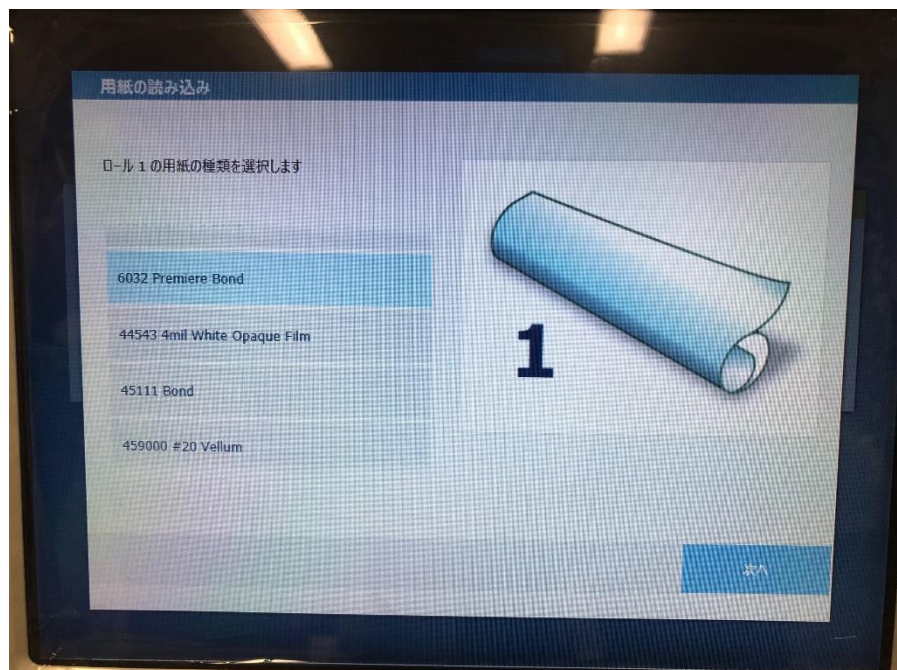 用紙の読み込み
ロール 1 の用紙の種類を選択します
6032 Premiere Bond
44543 4mil White Opaque Film
45111 Bond
459000 #20 Vellum
1
次へ